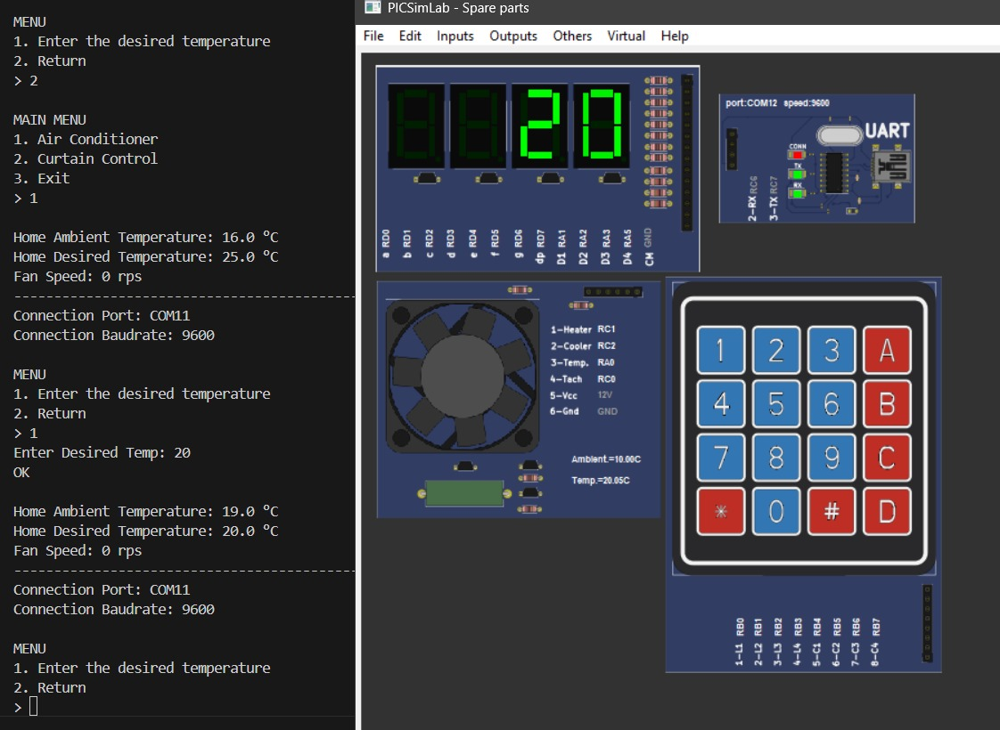 MENU
1. Enter the desired temperature
2. Return
> 2
MAIN MENU
1. Air Conditioner
2. Curtain Control
3. Exit
> 1
Home Ambient Temperature: 16.0 °C
Home Desired Temperature: 25.0 °C
Fan Speed: 0 rps
------------------------------------------
Connection Port: COM11
Connection Baudrate: 9600
MENU
1. Enter the desired temperature
2. Return
> 1
Enter Desired Temp: 20
OK
Home Ambient Temperature: 19.0 °C
Home Desired Temperature: 20.0 °C
Fan Speed: 0 rps
------------------------------------------
Connection Port: COM11
Connection Baudrate: 9600
MENU
1. Enter the desired temperature
2. Return
>
PICSimLab - Spare parts
File Edit Inputs Outputs Others Virtual Help
20
a RD0
b RD1
c RD2
d RD3
e RD4
f RD5
g RD6
dp RD7
D1 RA1
D2 RA2
D3 RA3
D4 RA5
CM GND
port:COM12 speed:9600
UART
CONN
TX
RX
2-RX RC6
3-TX RC7
1-Heater RC1
2-Cooler RC2
3-Temp. RA0
4-Tach RC0
5-Vcc 12V
6-Gnd GND
Ambient.=10.00C
Temp.=20.05C
1 2 3 A
4 5 6 B
7 8 9 C
* 0 # D
1-L1 RB0
2-L2 RB1
3-L3 RB2
4-L4 RB3
5-C1 RB4
6-C2 RB5
7-C3 RB6
8-C4 RB7